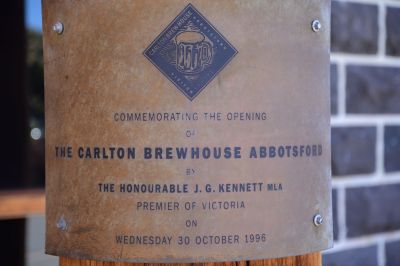 COMMEMORATING THE OPENING
OF
THE CARLTON BREWHOUSE ABBOTSFORD
BY
THE HONOURABLE J. G. KENNETT MLA
PREMIER OF VICTORIA
ON
WEDNESDAY 30 OCTOBER 1996